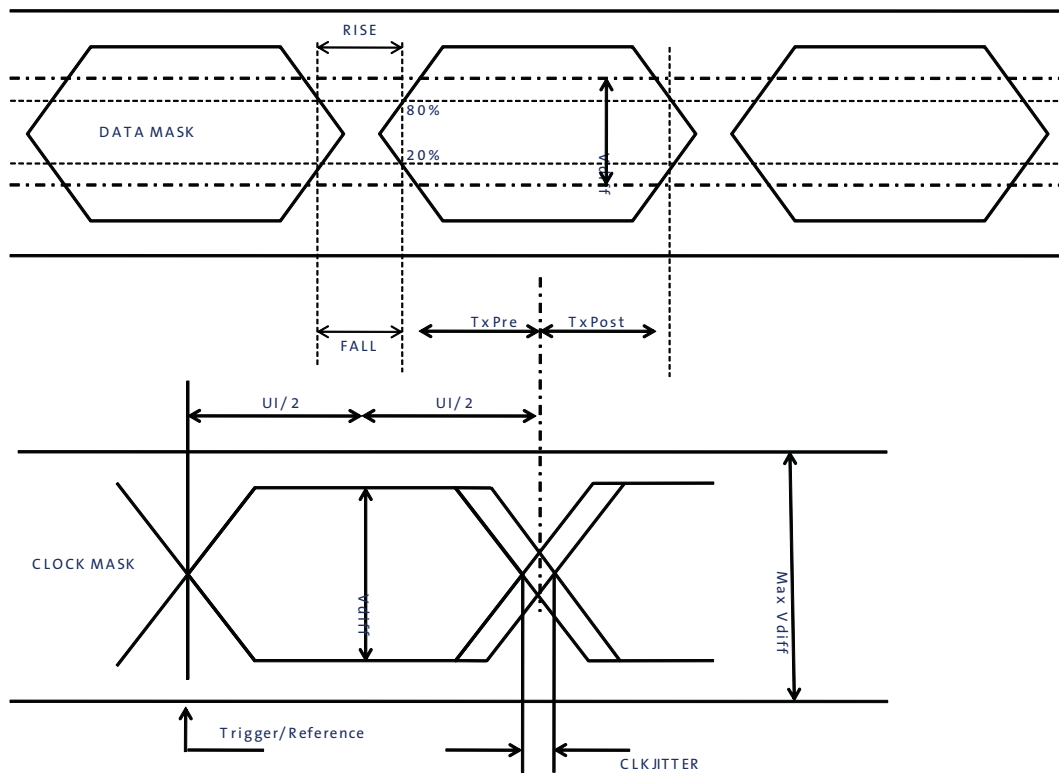 RISE
80%
DATA MASK
20%
Vdiff
TxPre
TxPost
FALL
UI/2
UI/2
CLOCK MASK
Vdiff
Max Vdiff
Trigger/Reference
CLKJITTER